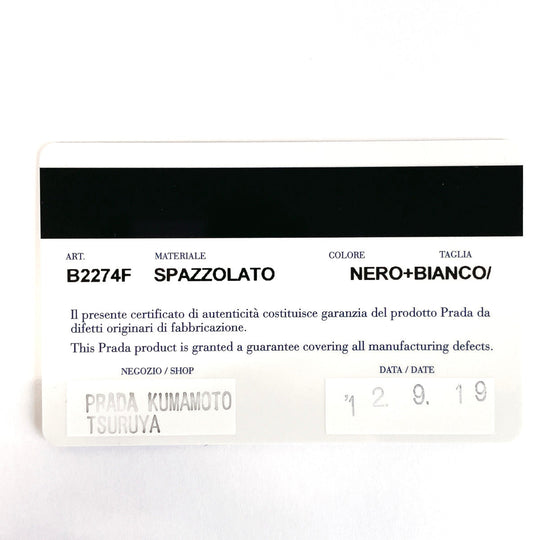 ART. MATERIALE COLORE TAGLIA
B2274F SPAZZOLATO NERO+BIANCO/
Il presente certificato di autenticità costituisce garanzia del prodotto Prada da
difetti originari di fabbricazione.
This Prada product is granted a guarantee covering all manufacturing defects.
NEGOZIO / SHOP DATA / DATE
PRADA KUMAMOTO
TSURUYA
'12. 9. 19